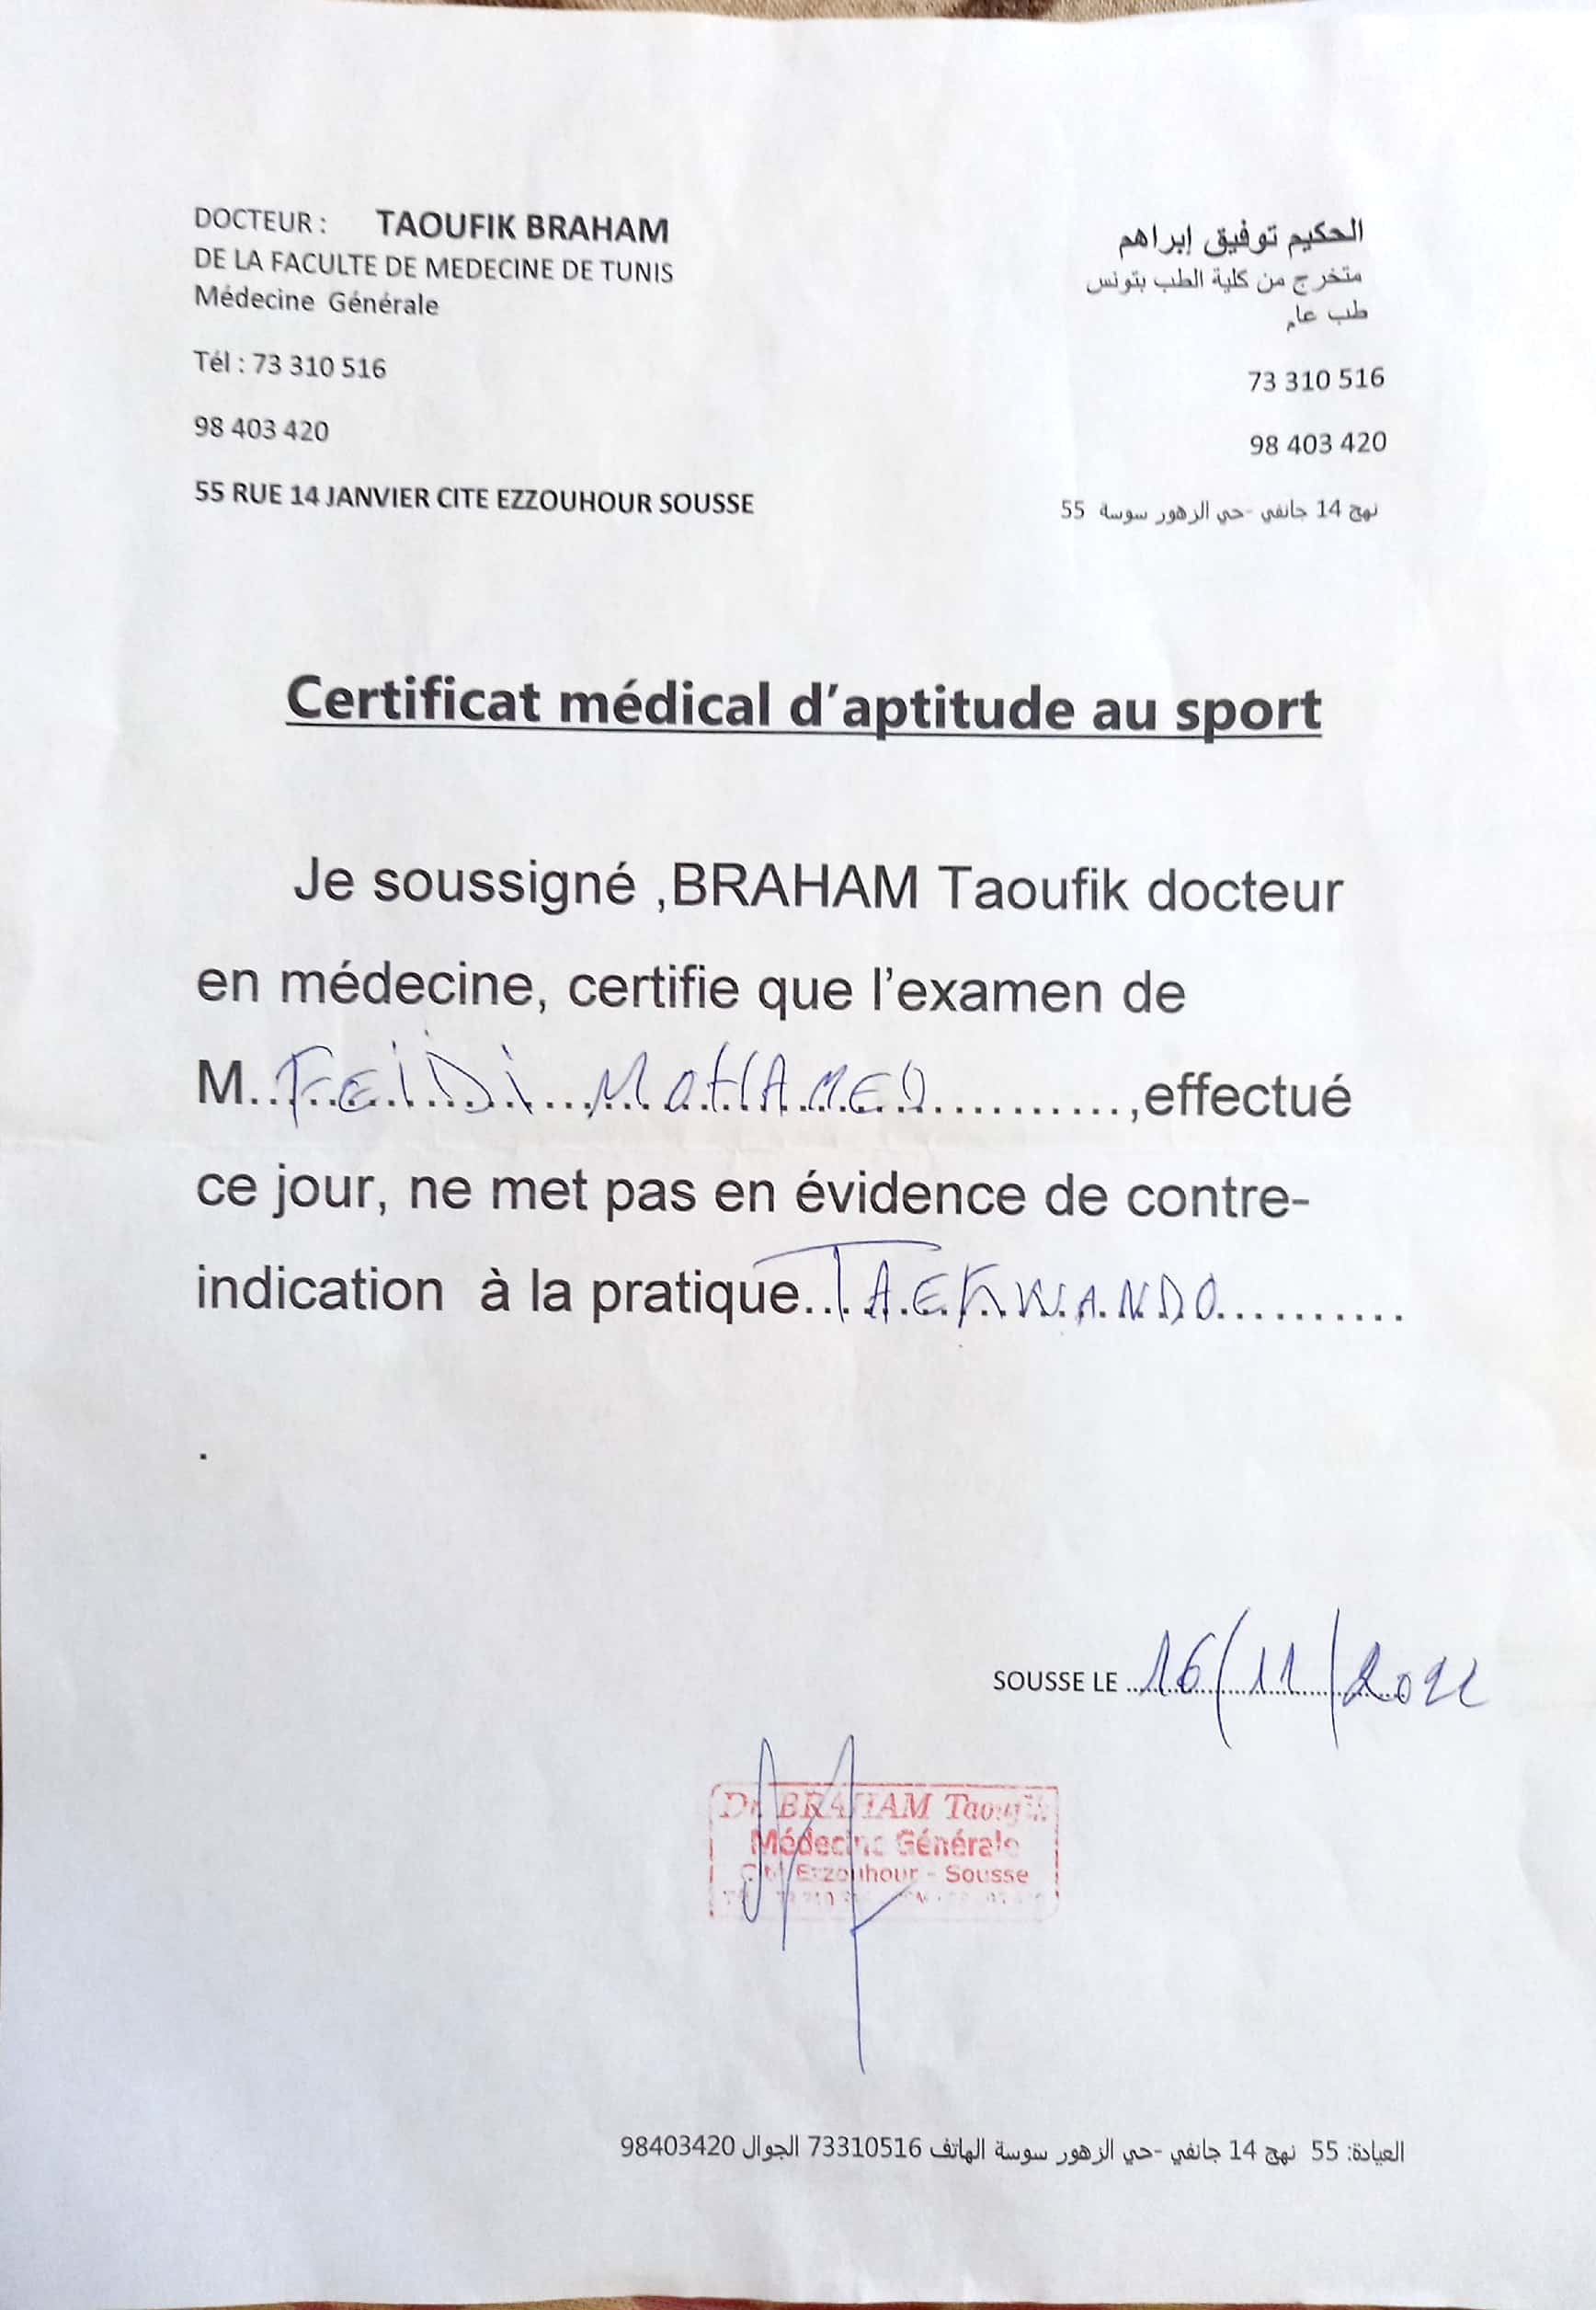 DOCTEUR : TAOUFIK BRAHAM
DE LA FACULTE DE MEDECINE DE TUNIS
Médecine Générale
Tél : 73 310 516
98 403 420
55 RUE 14 JANVIER CITE EZZOUHOUR SOUSSE
الحكيم توفيق إبراهم
متخرج من كلية الطب بتونس
طب عام
73 310 516
98 403 420
55 نهج 14 جانفي -حي الزهور سوسة
Certificat médical d'aptitude au sport
Je soussigné ,BRAHAM Taoufik docteur
en médecine, certifie que l'examen de
M. FEIDI MOHAMED ,effectué
ce jour, ne met pas en évidence de contre-
indication à la pratique TAEKWANDO
.
SOUSSE LE 16/11/2022
Dr BRAHAM Taoufik
Médecine Générale
Ezzouhour - Sousse
العيادة: 55 نهج 14 جانفي -حي الزهور سوسة الهاتف 73310516 الجوال 98403420